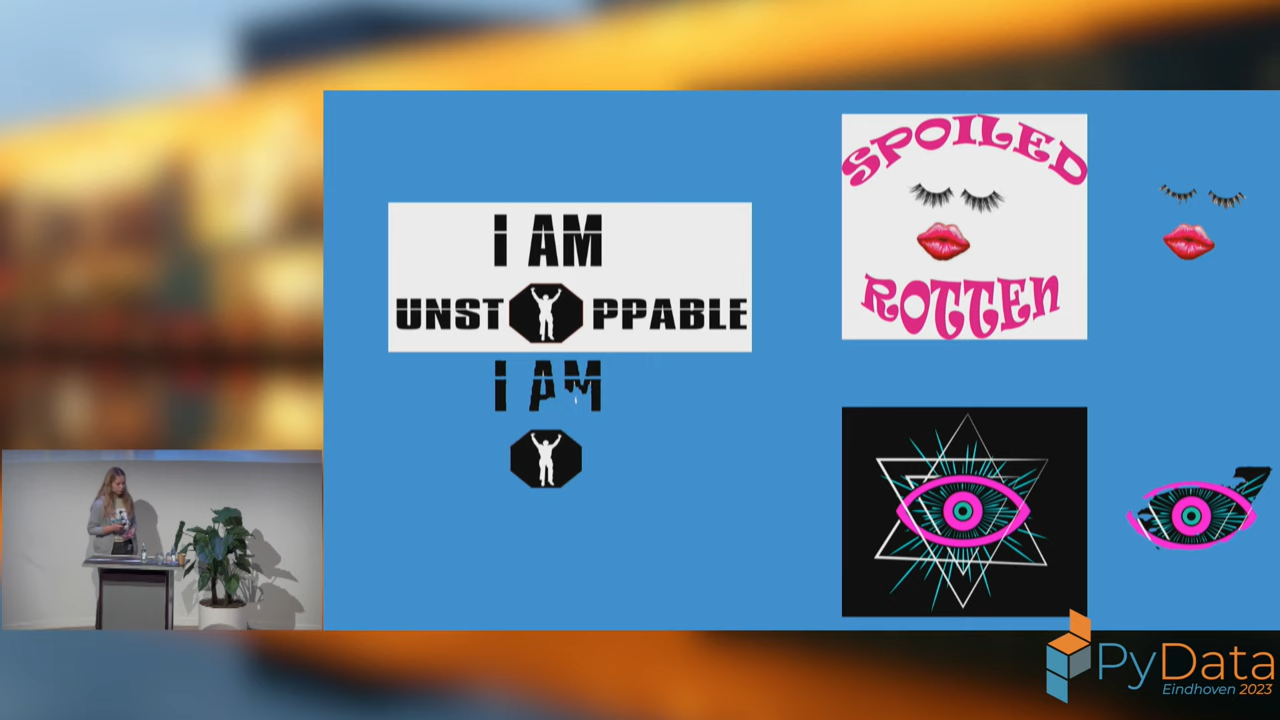 I AM
UNST PPABLE
I AM
SPOILED
ROTTEN
PyData
Eindhoven 2023